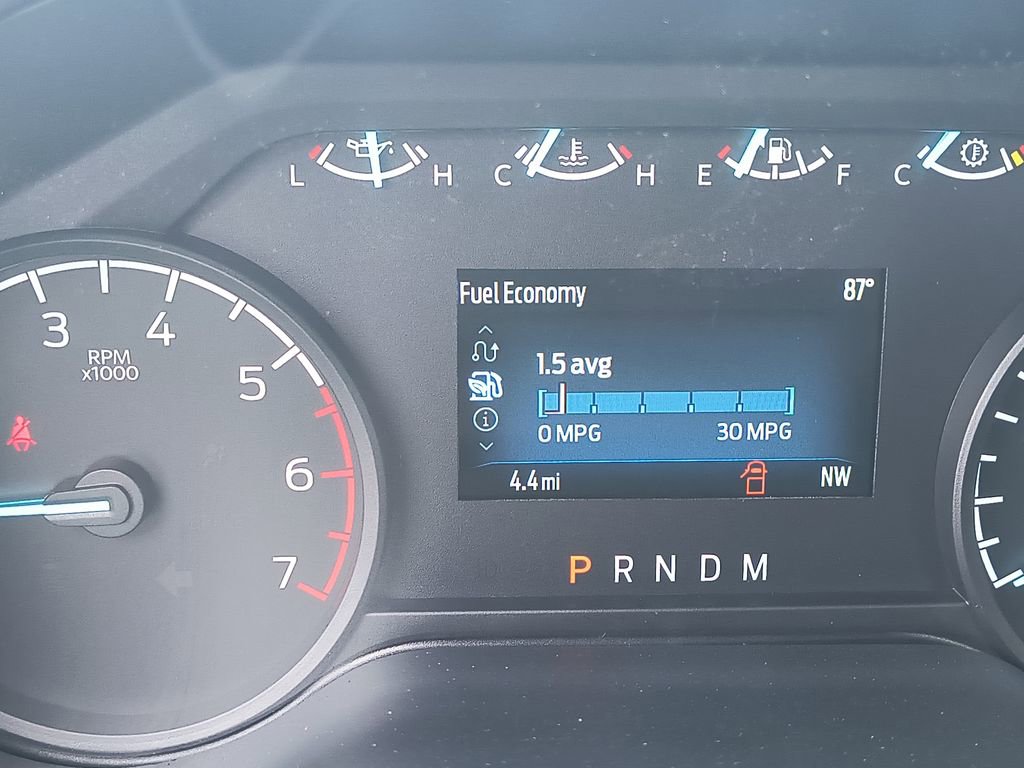 L H C H E F C
Fuel Economy 87°
1.5 avg
0 MPG 30 MPG
4.4 mi NW
3 4 5 6 7
RPM
x1000
P R N D M